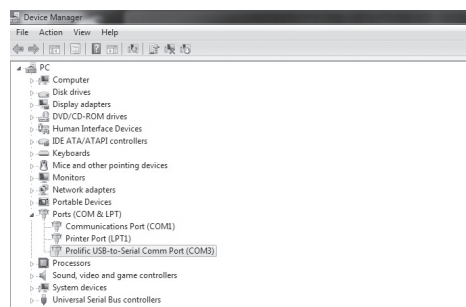 Device Manager
File Action View Help
PC
Computer
Disk drives
Display adapters
DVD/CD-ROM drives
Human Interface Devices
IDE ATA/ATAPI controllers
Keyboards
Mice and other pointing devices
Monitors
Network adapters
Portable Devices
Ports (COM & LPT)
Communications Port (COM1)
Printer Port (LPT1)
Prolific USB-to-Serial Comm Port (COM3)
Processors
Sound, video and game controllers
System devices
Universal Serial Bus controllers